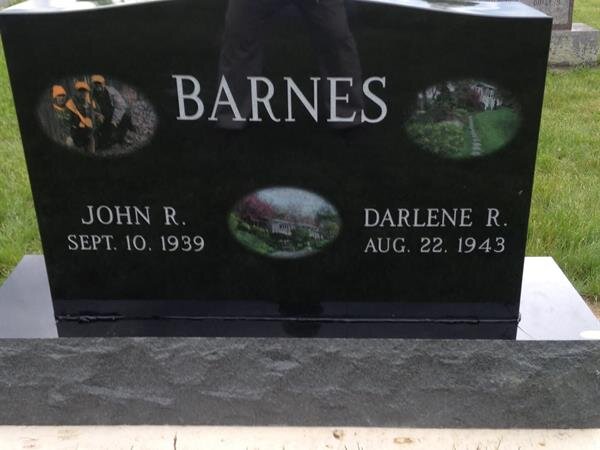 BARNES
JOHN R.
SEPT. 10. 1939
DARLENE R.
AUG. 22. 1943